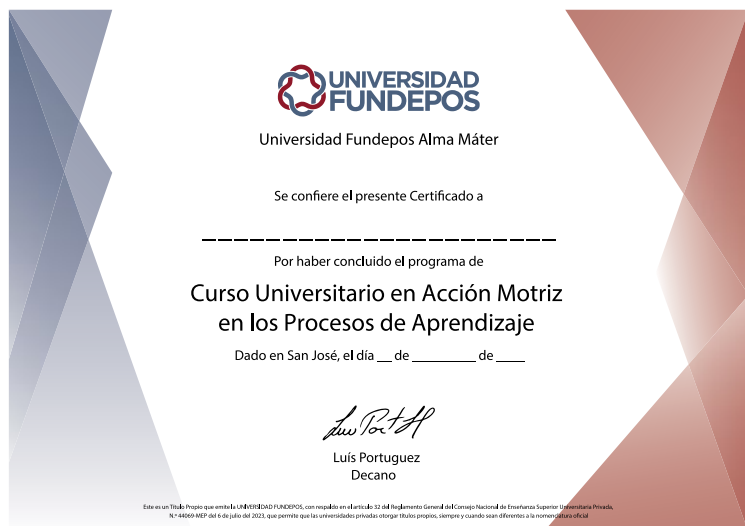 UNIVERSIDAD
FUNDEPOS
Universidad Fundepos Alma Máter
Se confiere el presente Certificado a
Por haber concluido el programa de
Curso Universitario en Acción Motriz
en los Procesos de Aprendizaje
Dado en San José, el día __ de ________ de ____
Luís Portuguez
Decano
Este es un Título Propio que emite la UNIVERSIDAD FUNDEPOS, con respaldo en el artículo 32 del Reglamento General del Consejo Nacional de Enseñanza Superior Universitaria Privada,
N.º 44069-MEP del 6 de julio del 2023, que permite que las universidades privadas otorgar títulos propios, siempre y cuando sean diferentes a la nomenclatura oficial